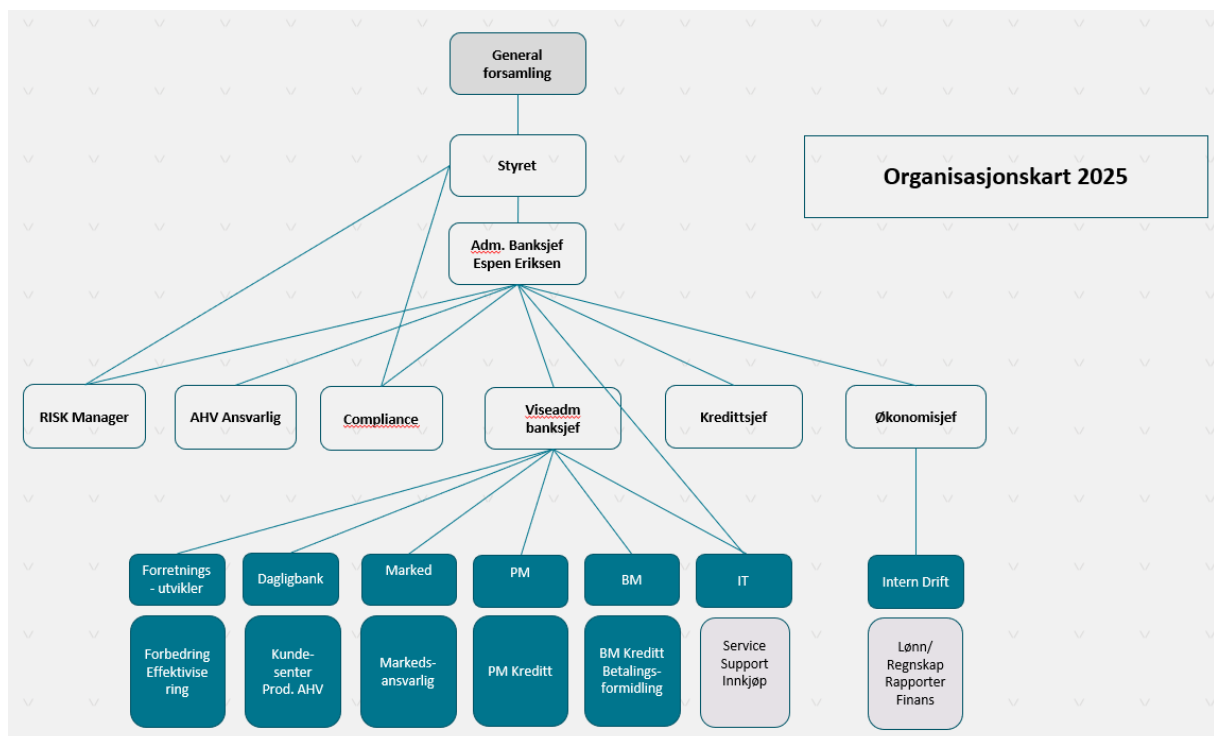 General
forsamling
Styret
Organisasjonskart 2025
Adm. Banksjef
Espen Eriksen
RISK Manager
AHV Ansvarlig
Compliance
Viseadm
banksjef
Kredittsjef
Økonomisjef
Forretnings
- utvikler
Dagligbank
Marked
PM
BM
IT
Intern Drift
Forbedring
Effektivise
ring
Kunde-
senter
Prod. AHV
Markeds-
ansvarlig
PM Kreditt
BM Kreditt
Betalings-
formidling
Service
Support
Innkjøp
Lønn/
Regnskap
Rapporter
Finans